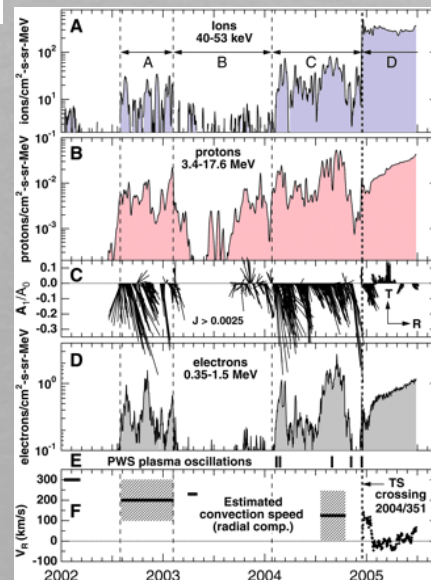 A
Ions
40-53 keV
A B C D
ions/cm²-s-sr-MeV
10²
10¹
10⁻¹
B
protons
3.4-17.6 MeV
protons/cm²-s-sr-MeV
10⁻²
C
0.1
0.0
-0.1
-0.2
-0.3
A₁/A₀
J > 0.0025
T
R
D
electrons
0.35-1.5 MeV
electrons/cm²-s-sr-MeV
10⁰
10⁻¹
E PWS plasma oscillations
F
300
200
100
0
-100
V_R (km/s)
Estimated
convection speed
(radial comp.)
TS
crossing
2004/351
2002 2003 2004 2005